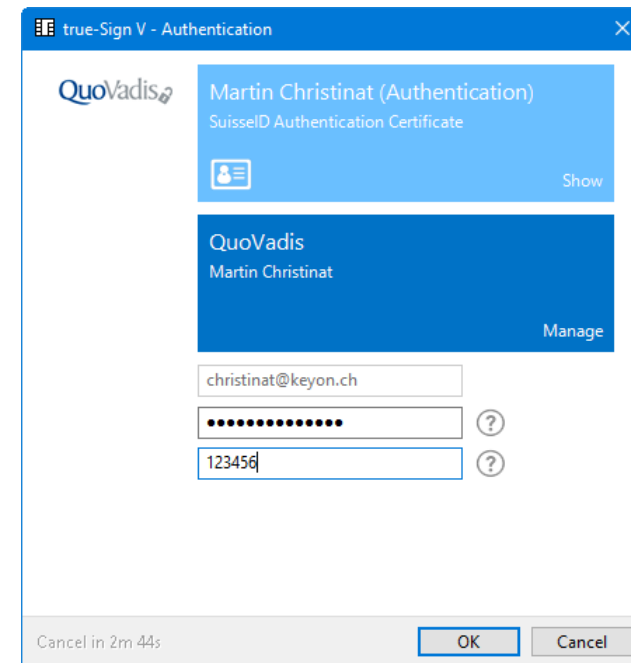 true-Sign V - Authentication
QuoVadis
Martin Christinat (Authentication)
SuisseID Authentication Certificate
Show
QuoVadis
Martin Christinat
Manage
christinat@keyon.ch
••••••••••••••
?
123456
?
Cancel in 2m 44s
OK
Cancel